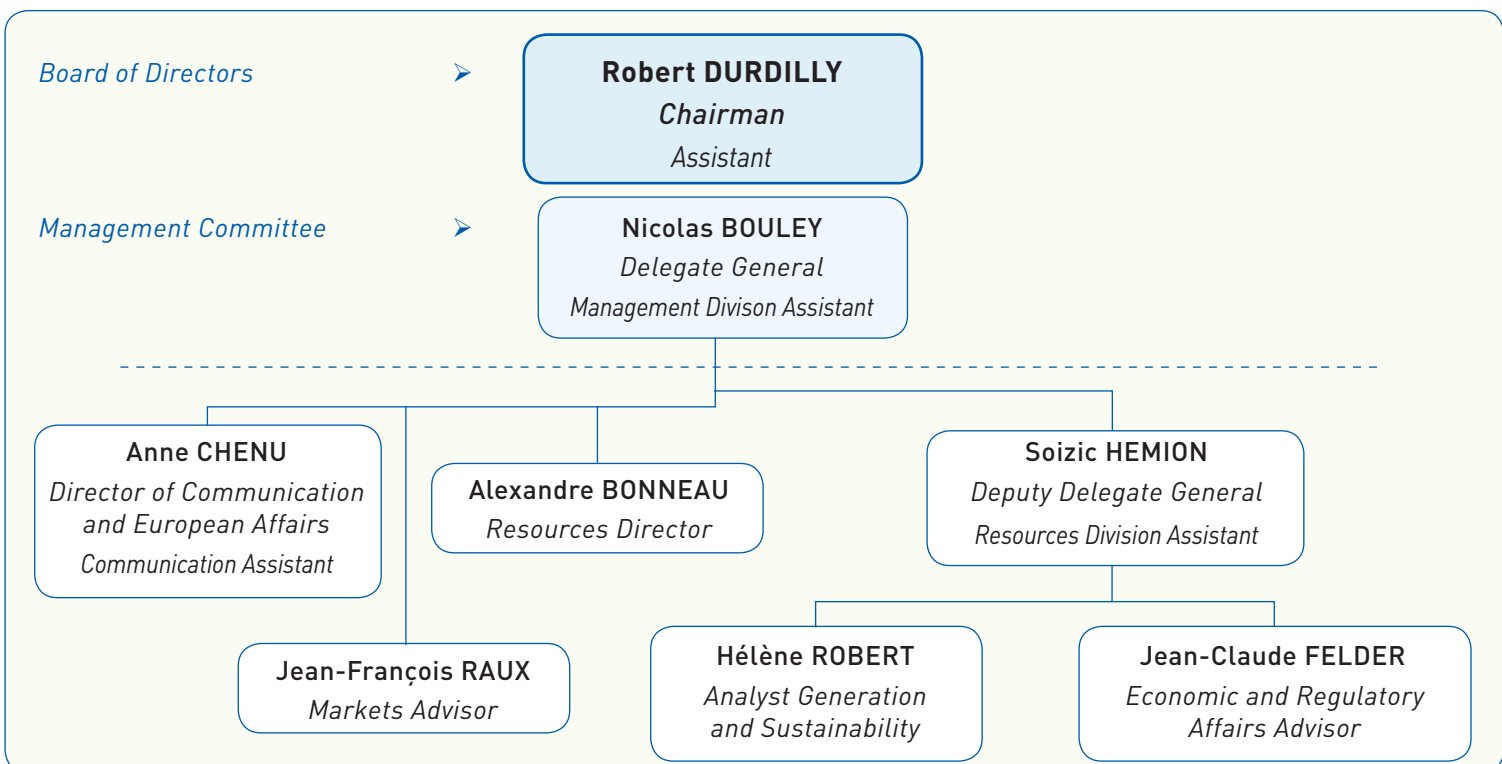 Board of Directors ➢
Robert DURDILLY
Chairman
Assistant
Management Committee ➢
Nicolas BOULEY
Delegate General
Management Divison Assistant
Anne CHENU
Director of Communication
and European Affairs
Communication Assistant
Alexandre BONNEAU
Resources Director
Soizic HEMION
Deputy Delegate General
Resources Division Assistant
Jean-François RAUX
Markets Advisor
Hélène ROBERT
Analyst Generation
and Sustainability
Jean-Claude FELDER
Economic and Regulatory
Affairs Advisor